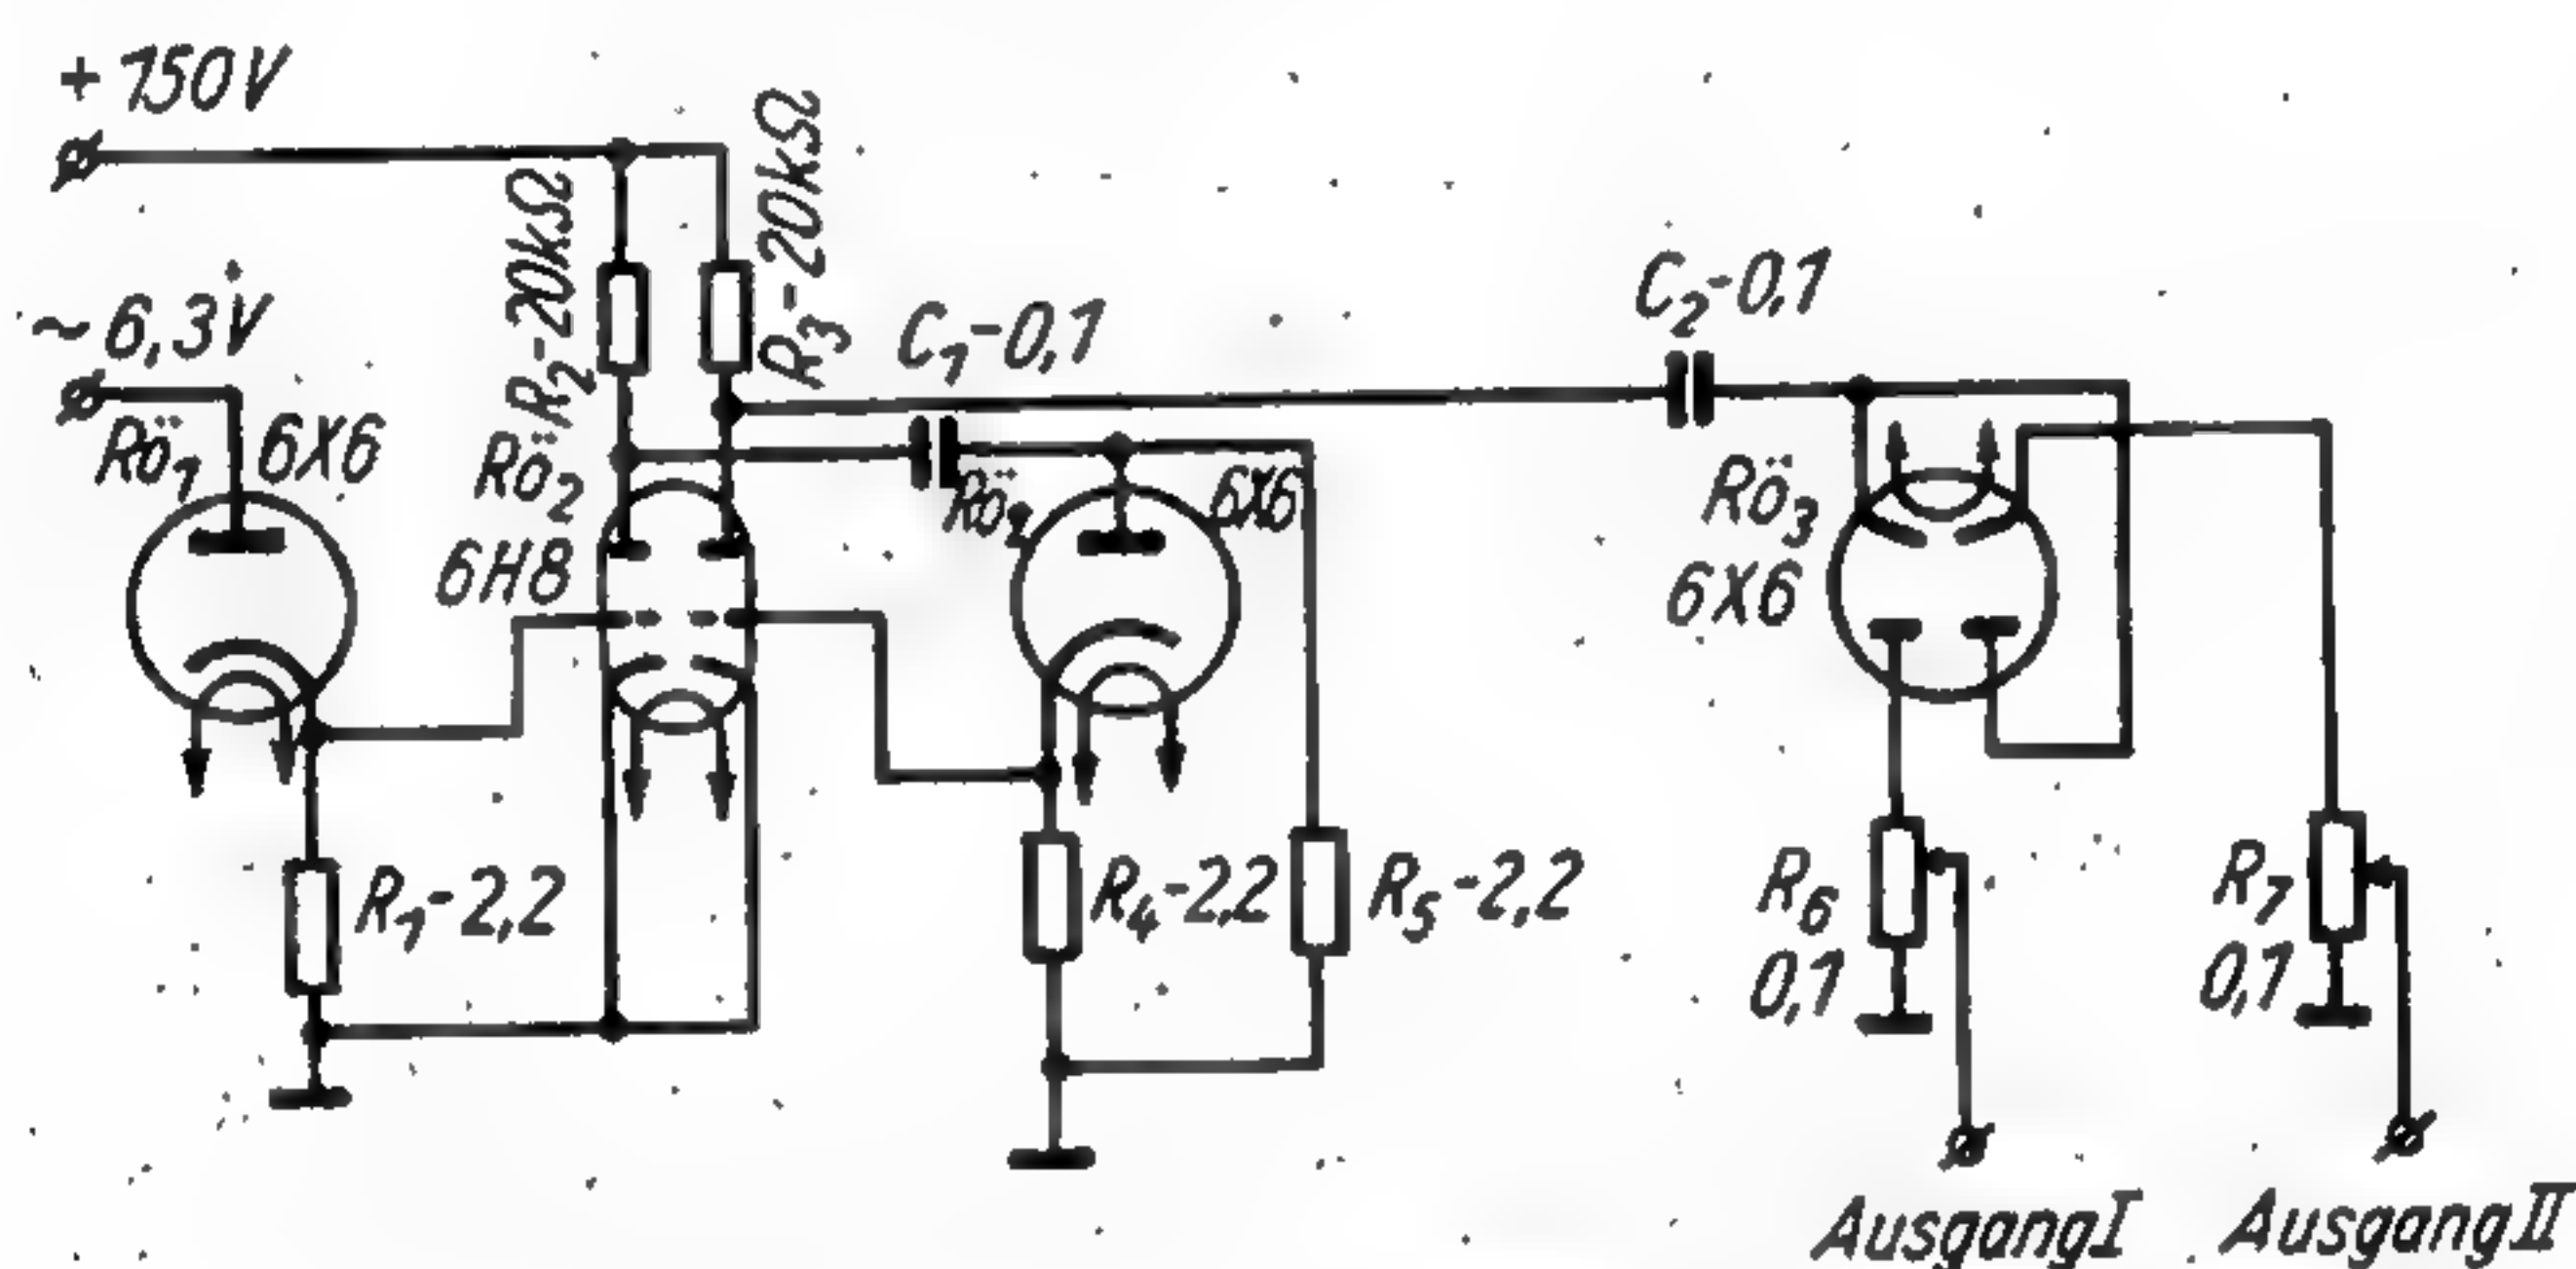 + 150V
~ 6,3V
Rö1
6X6
R2-20kΩ
R3-20kΩ
Rö2
6H8
C1-0,1
6X6
C2-0,1
Rö3
6X6
R1-2,2
R4-2,2
R5-2,2
R6
0,1
R7
0,1
Ausgang I
Ausgang II